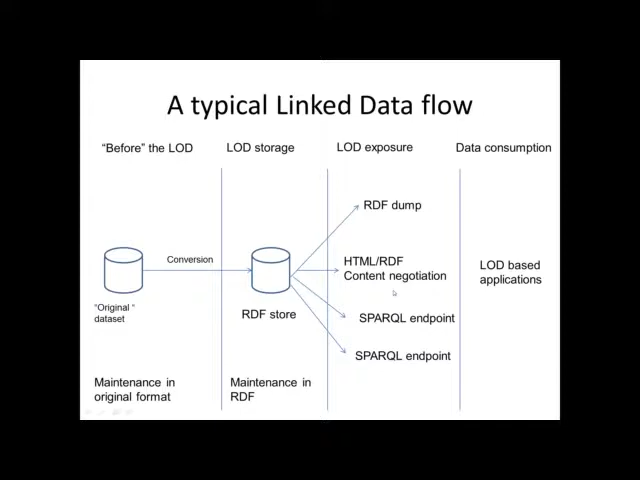 A typical Linked Data flow
"Before" the LOD
LOD storage
LOD exposure
Data consumption
RDF dump
Conversion
HTML/RDF
Content negotiation
LOD based
applications
"Original "
dataset
RDF store
SPARQL endpoint
SPARQL endpoint
Maintenance in
original format
Maintenance in
RDF